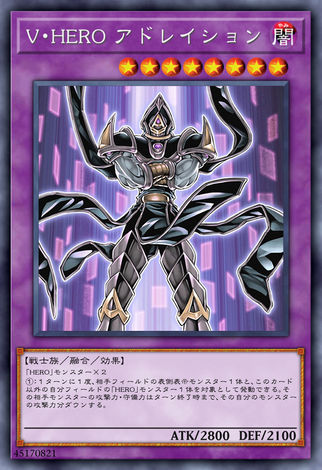 V・HERO アドレイション 闇
やみ
【戦士族／融合／効果】
「HERO」モンスター×２
①：１ターンに１度、相手フィールドの表側表示モンスター１体と、このカード
以外の自分フィールドの「HERO」モンスター１体を対象として発動できる。そ
の相手モンスターの攻撃力・守備力はターン終了時まで、その自分のモンスター
の攻撃力分ダウンする。
ATK/2800 DEF/2100
45170821